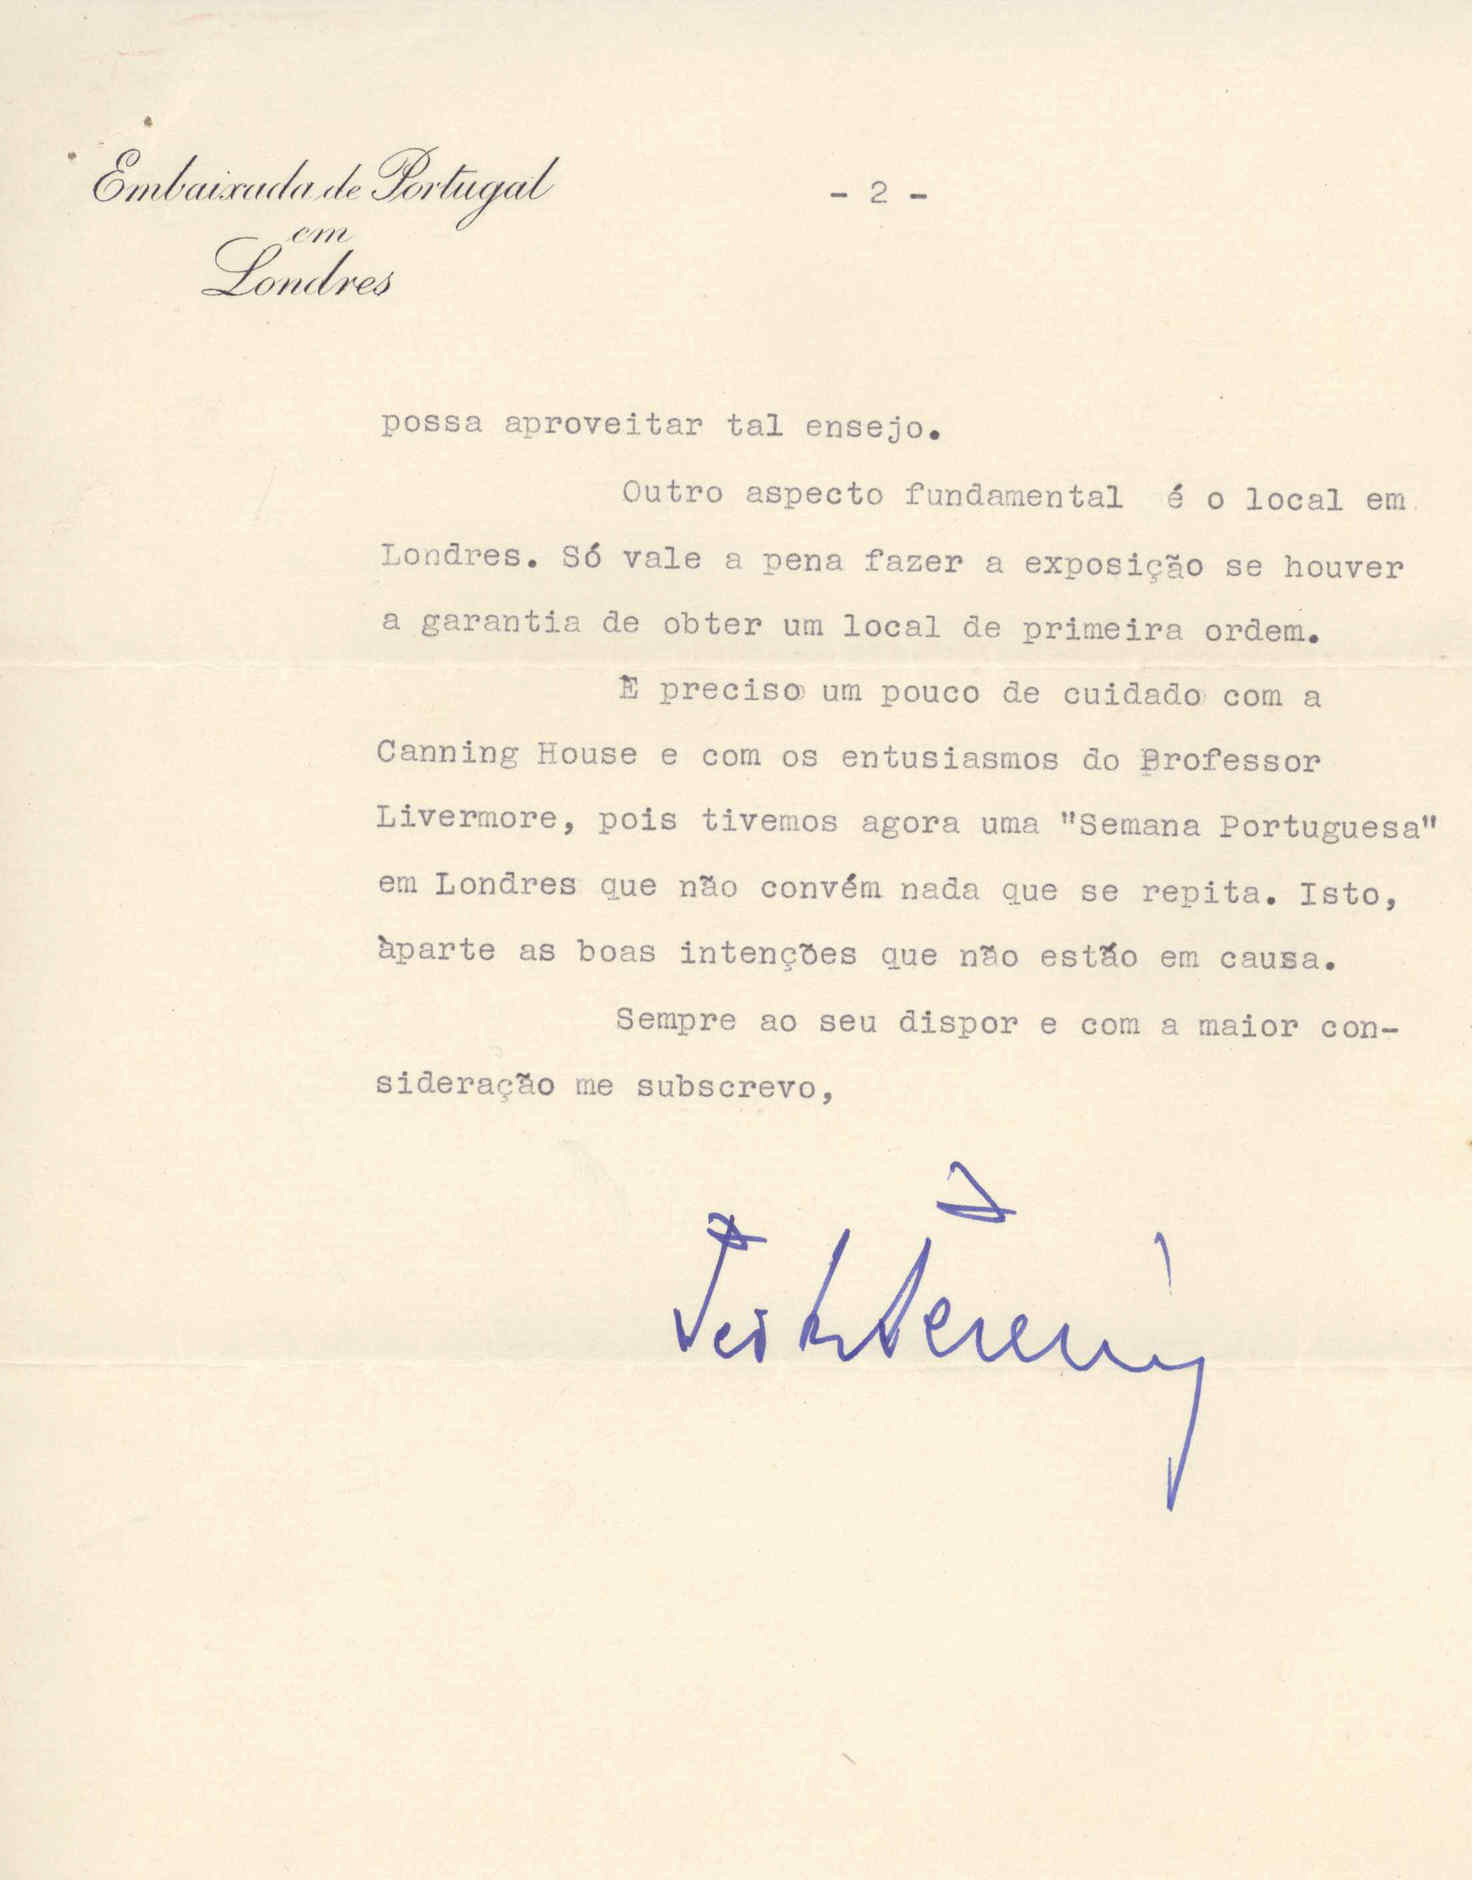 Embaixada de Portugal
em
Londres
- 2 -
possa aproveitar tal ensejo.
Outro aspecto fundamental é o local em
Londres. Só vale a pena fazer a exposição se houver
a garantia de obter um local de primeira ordem.
È preciso um pouco de cuidado com a
Canning House e com os entusiasmos do Professor
Livermore, pois tivemos agora uma "Semana Portuguesa"
em Londres que não convém nada que se repita. Isto,
àparte as boas intenções que não estão em causa.
Sempre ao seu dispor e com a maior con-
sideração me subscrevo,